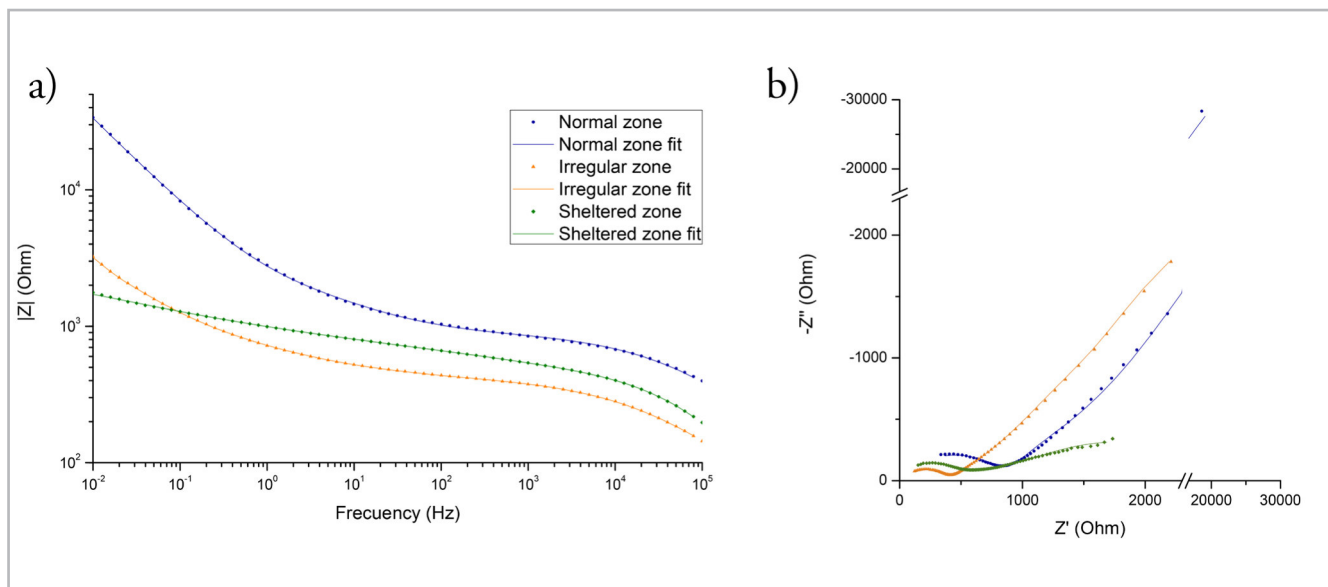 a)
|Z| (Ohm)
10^4
10^3
10^2
10^-2
10^-1
10^0
10^1
10^2
10^3
10^4
10^5
Frecuency (Hz)
Normal zone
Normal zone fit
Irregular zone
Irregular zone fit
Sheltered zone
Sheltered zone fit
b)
-Z'' (Ohm)
-30000
-20000
-2000
-1000
0
0
1000
2000
20000
30000
Z' (Ohm)